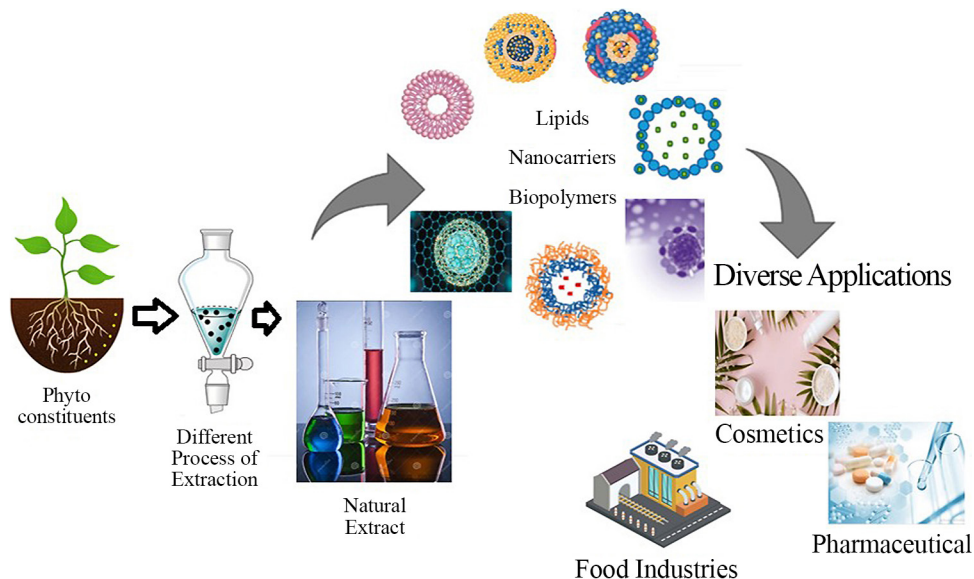 Phyto
constituents
Different
Process of
Extraction
Natural
Extract
Lipids
Nanocarriers
Biopolymers
Diverse Applications
Cosmetics
Pharmaceutical
Food Industries